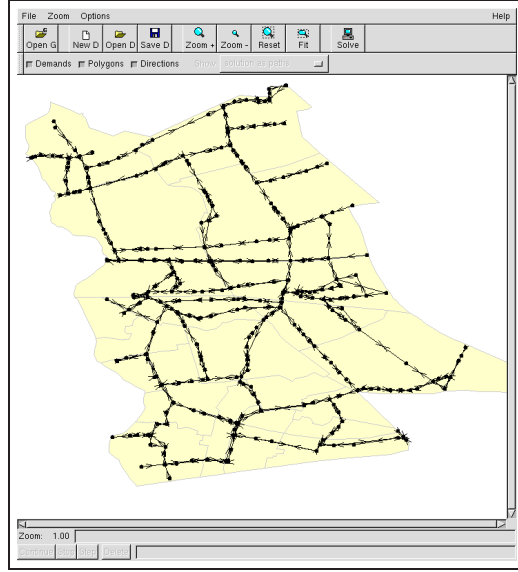 File Zoom Options Help
Open G New D Open D Save D Zoom + Zoom - Reset Fit Solve
Demands Polygons Directions Show solution as paths
Zoom: 1.00
Continue Stop Step Delete